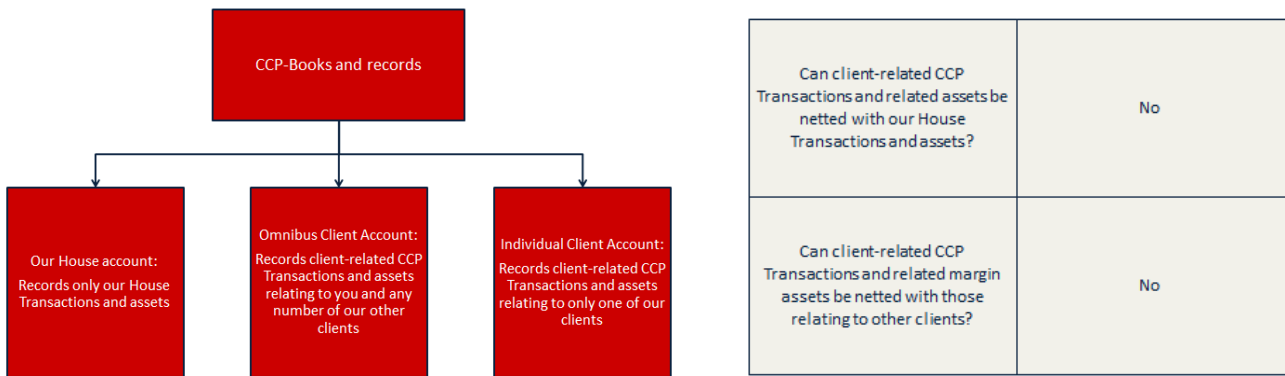 CCP-Books and records
Our House account:
Records only our House
Transactions and assets
Omnibus Client Account:
Records client-related CCP
Transactions and assets
relating to you and any
number of our other
clients
Individual Client Account:
Records client-related CCP
Transactions and assets
relating to only one of our
clients
Can client-related CCP
Transactions and related assets be
netted with our House
Transactions and assets?
No
Can client-related CCP
Transactions and related margin
assets be netted with those
relating to other clients?
No